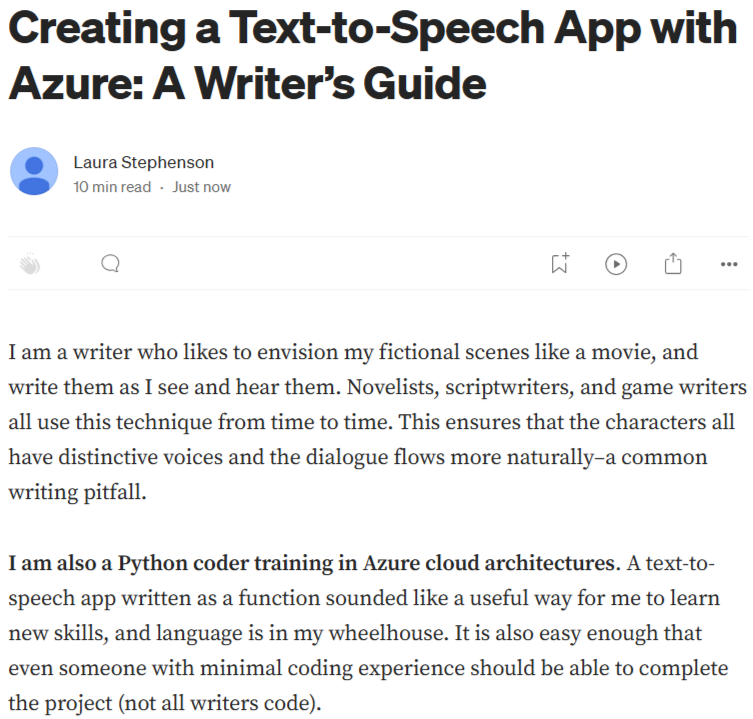 Creating a Text-to-Speech App with
Azure: A Writer’s Guide
Laura Stephenson
10 min read · Just now
I am a writer who likes to envision my fictional scenes like a movie, and
write them as I see and hear them. Novelists, scriptwriters, and game writers
all use this technique from time to time. This ensures that the characters all
have distinctive voices and the dialogue flows more naturally–a common
writing pitfall.
I am also a Python coder training in Azure cloud architectures. A text-to-
speech app written as a function sounded like a useful way for me to learn
new skills, and language is in my wheelhouse. It is also easy enough that
even someone with minimal coding experience should be able to complete
the project (not all writers code).